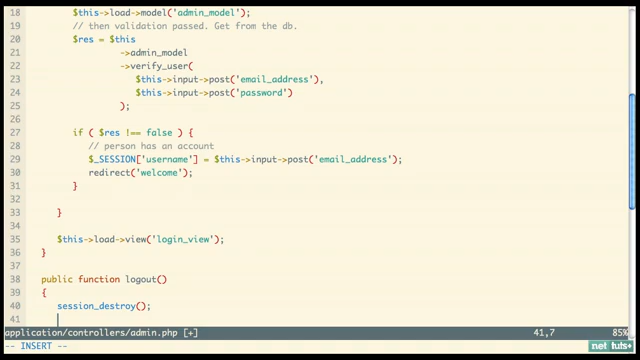 18 $this->load->model('admin_model');
19 // then validation passed. Get from the db.
20 $res = $this
21 ->admin_model
22 ->verify_user(
23 $this->input->post('email_address'),
24 $this->input->post('password')
25 );
26
27 if ( $res !== false ) {
28 // person has an account
29 $_SESSION['username'] = $this->input->post('email_address');
30 redirect('welcome');
31 }
32
33 }
34
35 $this->load->view('login_view');
36 }
37
38 public function logout()
39 {
40 session_destroy();
41
application/controllers/admin.php [+] 41,7 85%
-- INSERT -- nettuts+